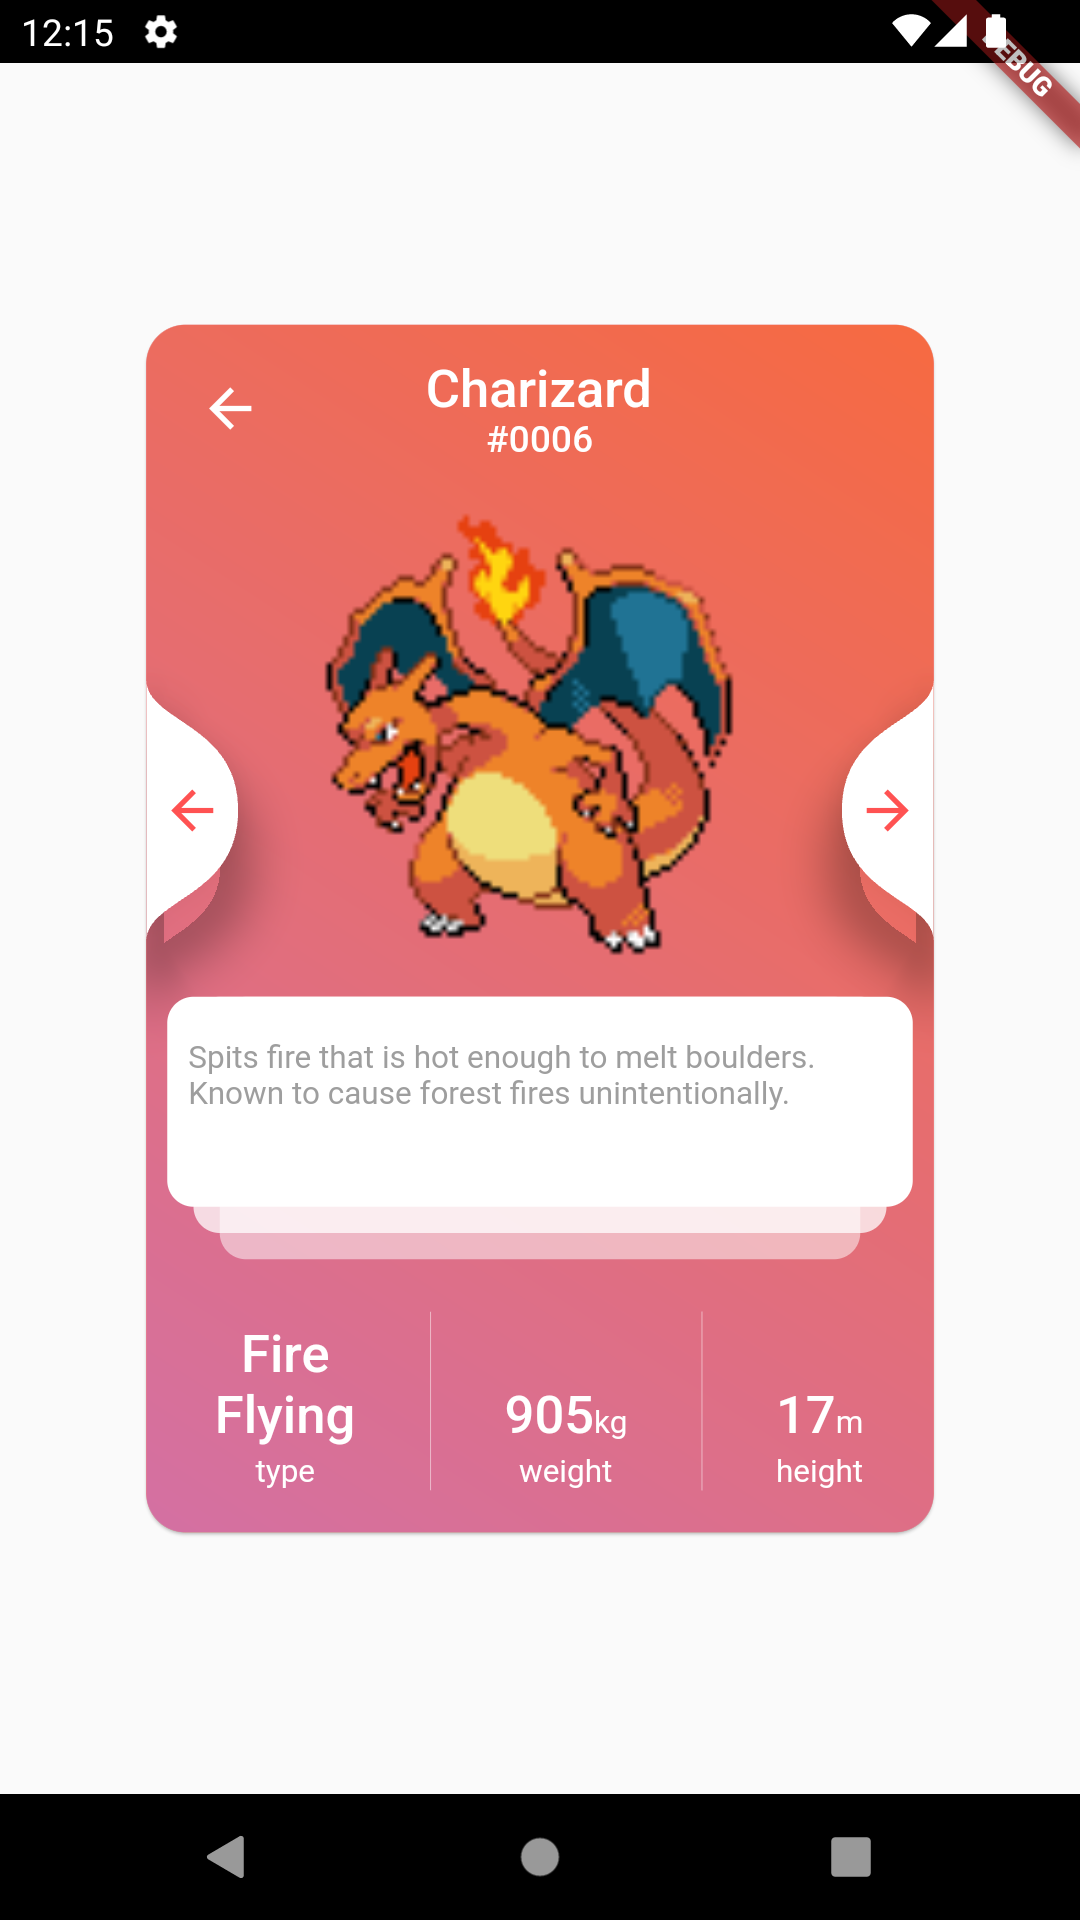 12:15
DEBUG
Charizard
#0006
Spits fire that is hot enough to melt boulders.
Known to cause forest fires unintentionally.
Fire
Flying
type
905kg
weight
17m
height